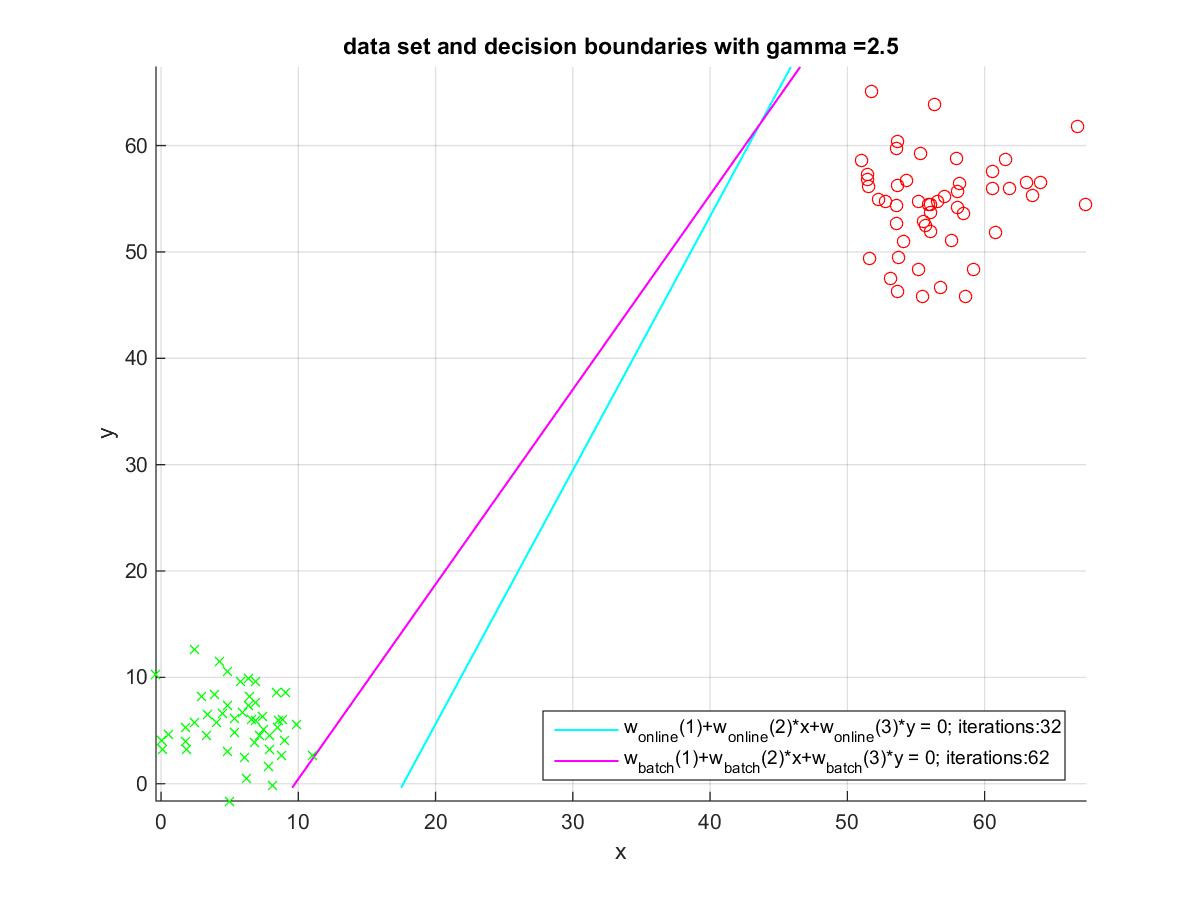 data set and decision boundaries with gamma =2.5
y
60
50
40
30
20
10
0
w_online(1)+w_online(2)*x+w_online(3)*y = 0; iterations:32
w_batch(1)+w_batch(2)*x+w_batch(3)*y = 0; iterations:62
0 10 20 30 40 50 60
x